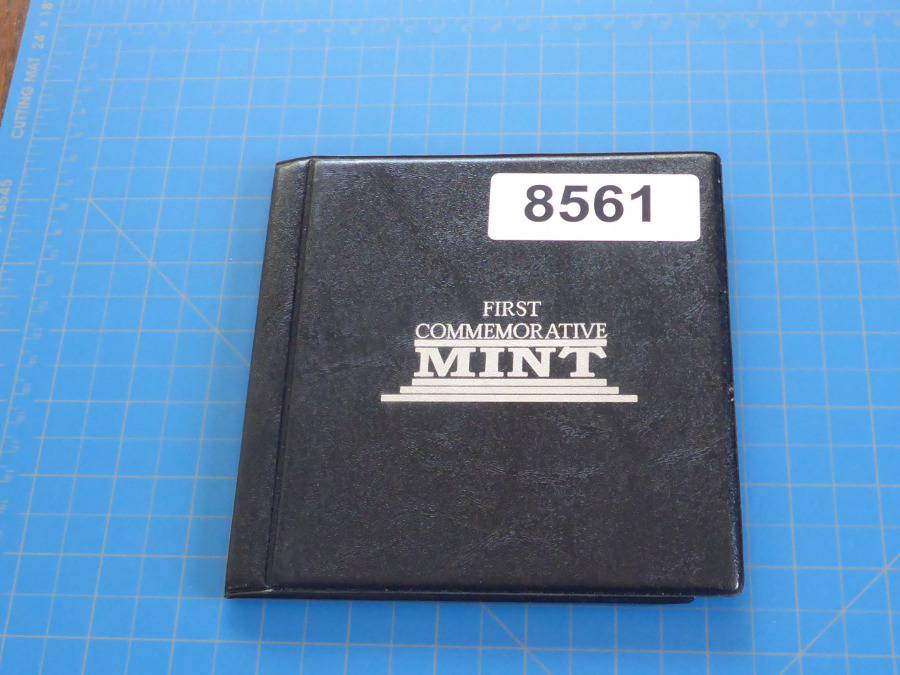 CUTTING MAT 24" x 18"
8561
FIRST
COMMEMORATIVE
MINT